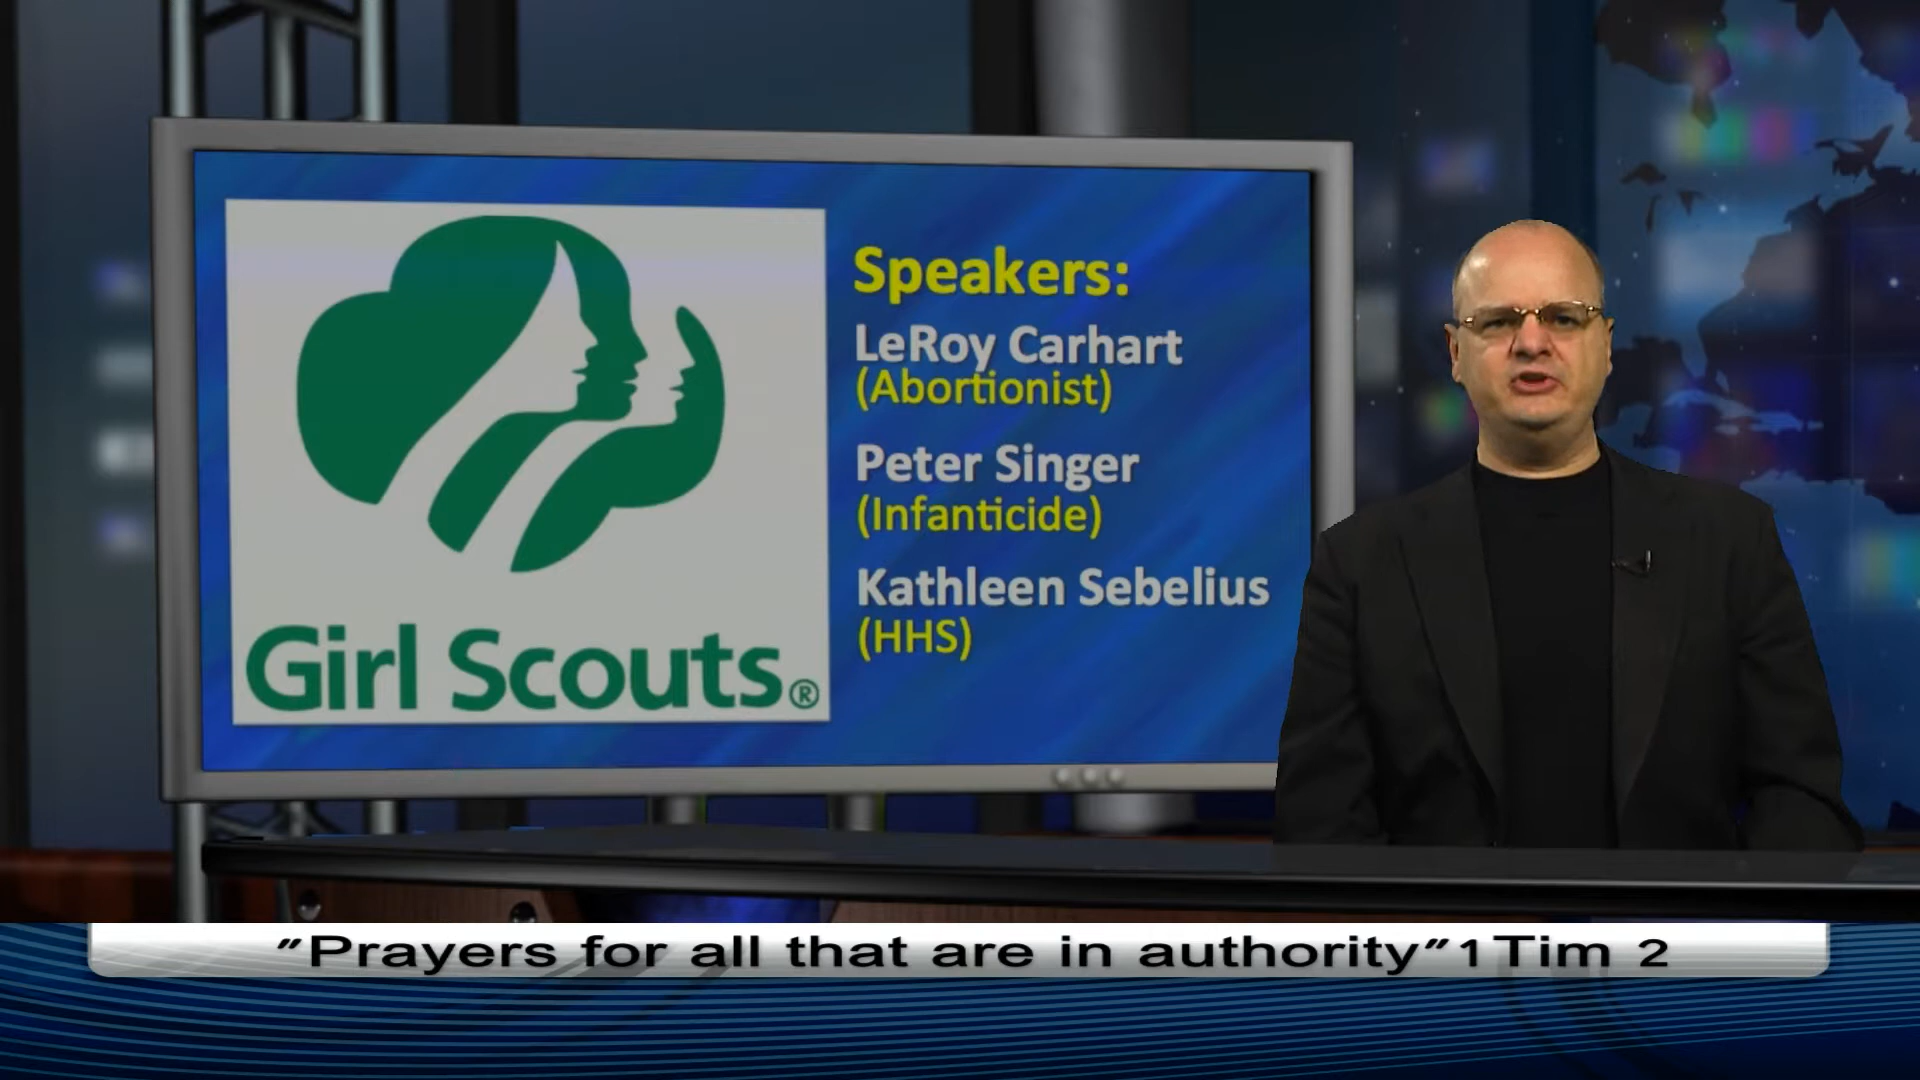 Girl Scouts®
Speakers:
LeRoy Carhart
(Abortionist)
Peter Singer
(Infanticide)
Kathleen Sebelius
(HHS)
"Prayers for all that are in authority"1 Tim 2